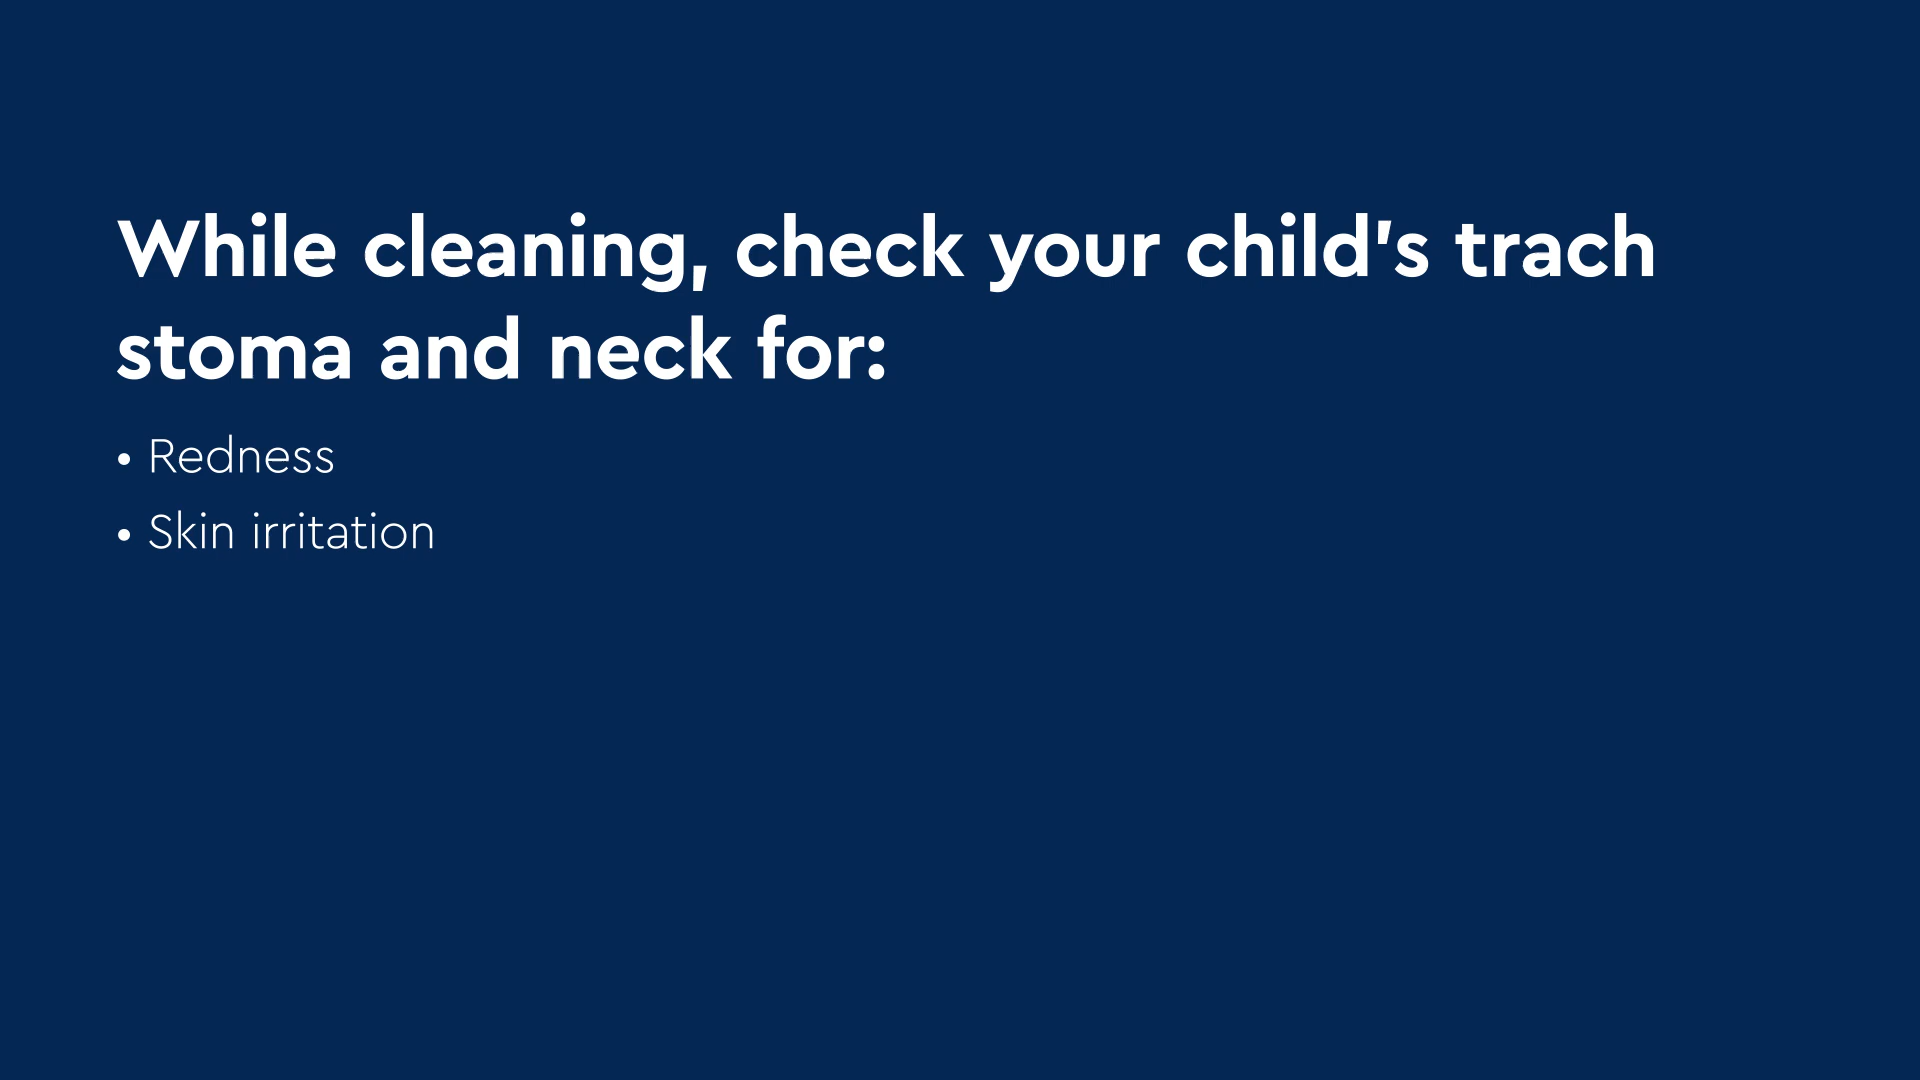 While cleaning, check your child's trach
stoma and neck for:
• Redness
• Skin irritation